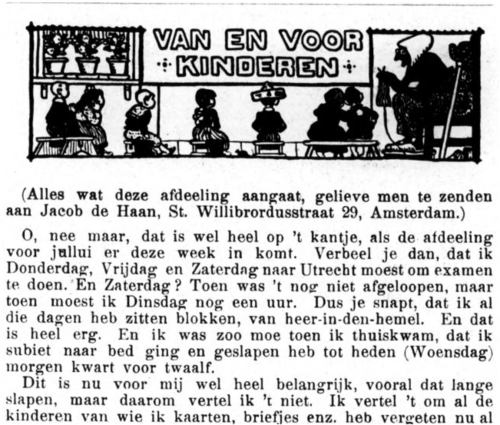 VAN EN VOOR
KINDEREN
(Alles wat deze afdeeling aangaat, gelieve men te zenden
aan Jacob de Haan, St. Willibrordusstraat 29, Amsterdam.)
O, nee maar, dat is wel heel op 't kantje, als de afdeeling
voor jullui er deze week in komt. Verbeel je dan, dat ik
Donderdag, Vrijdag en Zaterdag naar Utrecht moest om examen
te doen. En Zaterdag? Toen was 't nog niet afgeloopen, maar
toen moest ik Dinsdag nog een uur. Dus je snapt, dat ik al
die dagen heb zitten blokken, van heer-in-den-hemel. En dat
is heel erg. En ik was zoo moe toen ik thuiskwam, dat ik
subiet naar bed ging en geslapen heb tot heden (Woensdag)
morgen kwart voor twaalf.
Dit is nu voor mij wel heel belangrijk, vooral dat lange
slapen, maar daarom vertel ik 't niet. Ik vertel 't om al de
kinderen van wie ik kaarten, briefjes enz. heb vergeten nu al